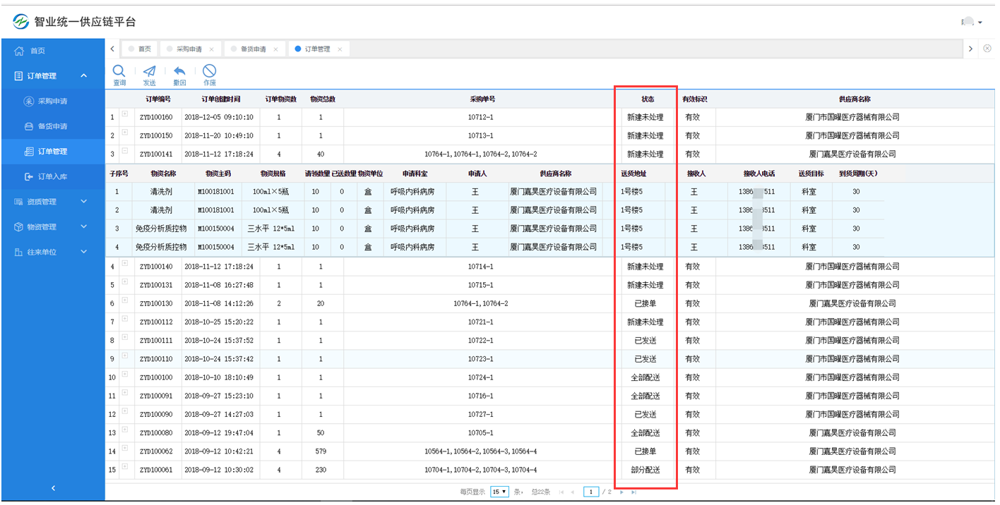 智业统一供应链平台
首页
订单管理
采购申请
备货申请
订单管理
订单入库
资质管理
物资管理
往来单位
首页 采购申请 备货申请 订单管理
查询 发送 撤回 作废
订单编号 订单创建时间 订单物资数 物资总数 采购单号 状态 有效标识 供应商名称
1 ZYD100160 2018-12-05 09:10:10 1 1 10712-1 新建未处理 有效 厦门市国曜医疗器械有限公司
2 ZYD100150 2018-11-20 10:49:10 1 1 10713-1 新建未处理 有效 厦门市国曜医疗器械有限公司
3 ZYD100141 2018-11-12 17:18:24 4 40 10764-1,10764-1,10764-2,10764-2 新建未处理 有效 厦门嘉昊医疗设备有限公司
子序号 物资名称 物资主码 物资规格 请领数量 已送数量 物资单位 申请科室 申请人 供应商名称 送货地址 接收人 接收人电话 送货目标 到货周期(天)
1 清洗剂 M100181001 100ml×5瓶 10 0 盒 呼吸内科病房 王 厦门嘉昊医疗设备有限公司 1号楼5 王 1386 511 科室 30
2 清洗剂 M100181001 100ml×5瓶 10 0 盒 呼吸内科病房 王 厦门嘉昊医疗设备有限公司 1号楼5 王 1386 511 科室 30
3 免疫分析质控物 M100150004 三水平 12*5ml 10 0 盒 呼吸内科病房 王 厦门嘉昊医疗设备有限公司 1号楼5 王 1386 511 科室 30
4 免疫分析质控物 M100150004 三水平 12*5ml 10 0 盒 呼吸内科病房 王 厦门嘉昊医疗设备有限公司 1号楼5 王 1386 511 科室 30
4 ZYD100140 2018-11-12 17:18:24 1 1 10714-1 新建未处理 有效 厦门市国曜医疗器械有限公司
5 ZYD100131 2018-11-08 16:27:48 1 1 10715-1 新建未处理 有效 厦门市国曜医疗器械有限公司
6 ZYD100130 2018-11-08 14:12:26 2 20 10764-1,10764-2 已接单 有效 厦门嘉昊医疗设备有限公司
7 ZYD100112 2018-10-25 15:20:22 1 1 10721-1 新建未处理 有效 厦门市国曜医疗器械有限公司
8 ZYD100111 2018-10-24 15:37:52 1 1 10722-1 已发送 有效 厦门市国曜医疗器械有限公司
9 ZYD100110 2018-10-24 15:37:42 1 1 10723-1 已发送 有效 厦门市国曜医疗器械有限公司
10 ZYD100100 2018-10-10 18:10:49 1 1 10724-1 全部配送 有效 厦门市国曜医疗器械有限公司
11 ZYD100091 2018-09-27 15:23:10 1 1 10716-1 全部配送 有效 厦门市国曜医疗器械有限公司
12 ZYD100090 2018-09-27 14:27:03 1 1 10727-1 已发送 有效 厦门市国曜医疗器械有限公司
13 ZYD100080 2018-09-12 19:47:04 1 50 10705-1 全部配送 有效 厦门嘉昊医疗设备有限公司
14 ZYD100062 2018-09-12 10:42:21 4 579 10564-1,10564-2,10564-3,10564-4 已接单 有效 厦门嘉昊医疗设备有限公司
15 ZYD100061 2018-09-12 10:30:02 4 230 10704-1,10704-2,10704-3,10704-4 部分配送 有效 厦门嘉昊医疗设备有限公司
每页显示 15 条, 总22条 1 / 2